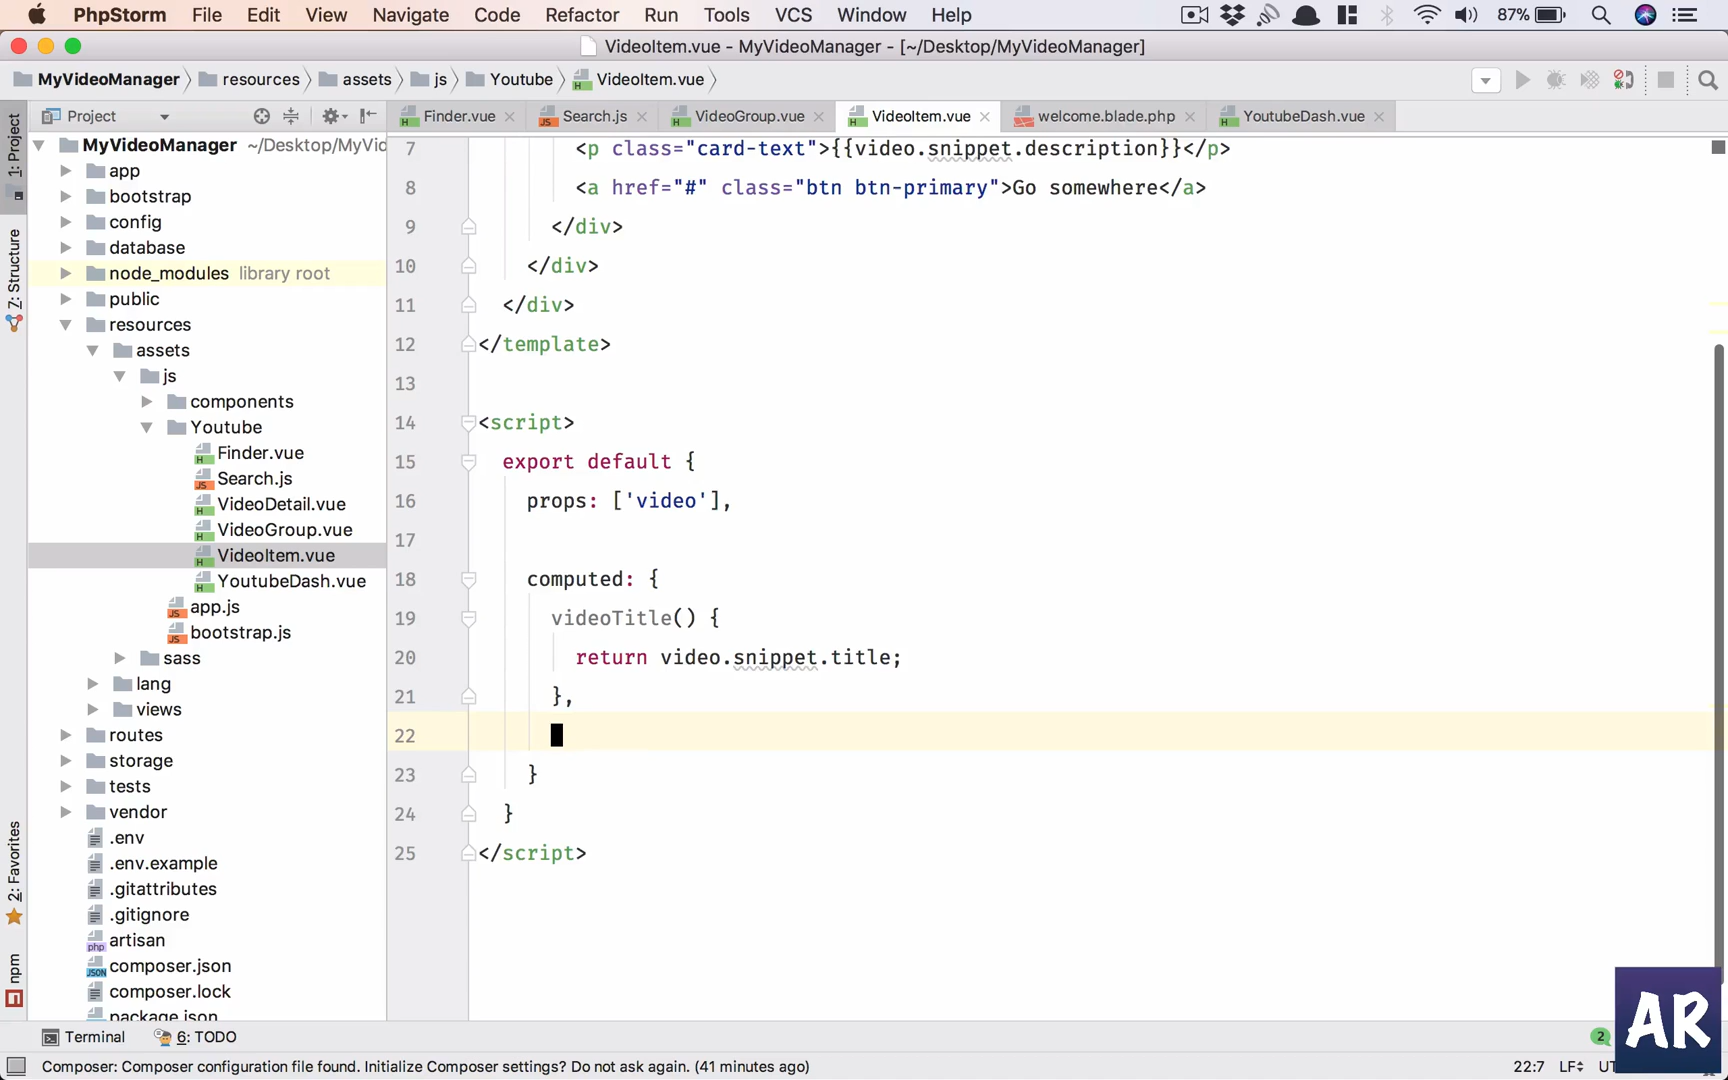 PhpStorm File Edit View Navigate Code Refactor Run Tools VCS Window Help 87%
VideoItem.vue - MyVideoManager - [~/Desktop/MyVideoManager]
MyVideoManager resources assets js Youtube VideoItem.vue
Project
Finder.vue Search.js VideoGroup.vue VideoItem.vue welcome.blade.php YoutubeDash.vue
1: Project
7: Structure
2: Favorites
npm
MyVideoManager ~/Desktop/MyVid
app
bootstrap
config
database
node_modules library root
public
resources
assets
js
components
Youtube
Finder.vue
Search.js
VideoDetail.vue
VideoGroup.vue
VideoItem.vue
YoutubeDash.vue
app.js
bootstrap.js
sass
lang
views
routes
storage
tests
vendor
.env
.env.example
.gitattributes
.gitignore
artisan
composer.json
composer.lock
package.json
7 <p class="card-text">{{video.snippet.description}}</p>
8 <a href="#" class="btn btn-primary">Go somewhere</a>
9 </div>
10 </div>
11 </div>
12 </template>
13
14 <script>
15 export default {
16 props: ['video'],
17
18 computed: {
19 videoTitle() {
20 return video.snippet.title;
21 },
22
23 }
24 }
25 </script>
Terminal 6: TODO 2
Composer: Composer configuration file found. Initialize Composer settings? Do not ask again. (41 minutes ago) 22:7 LF UT
AR